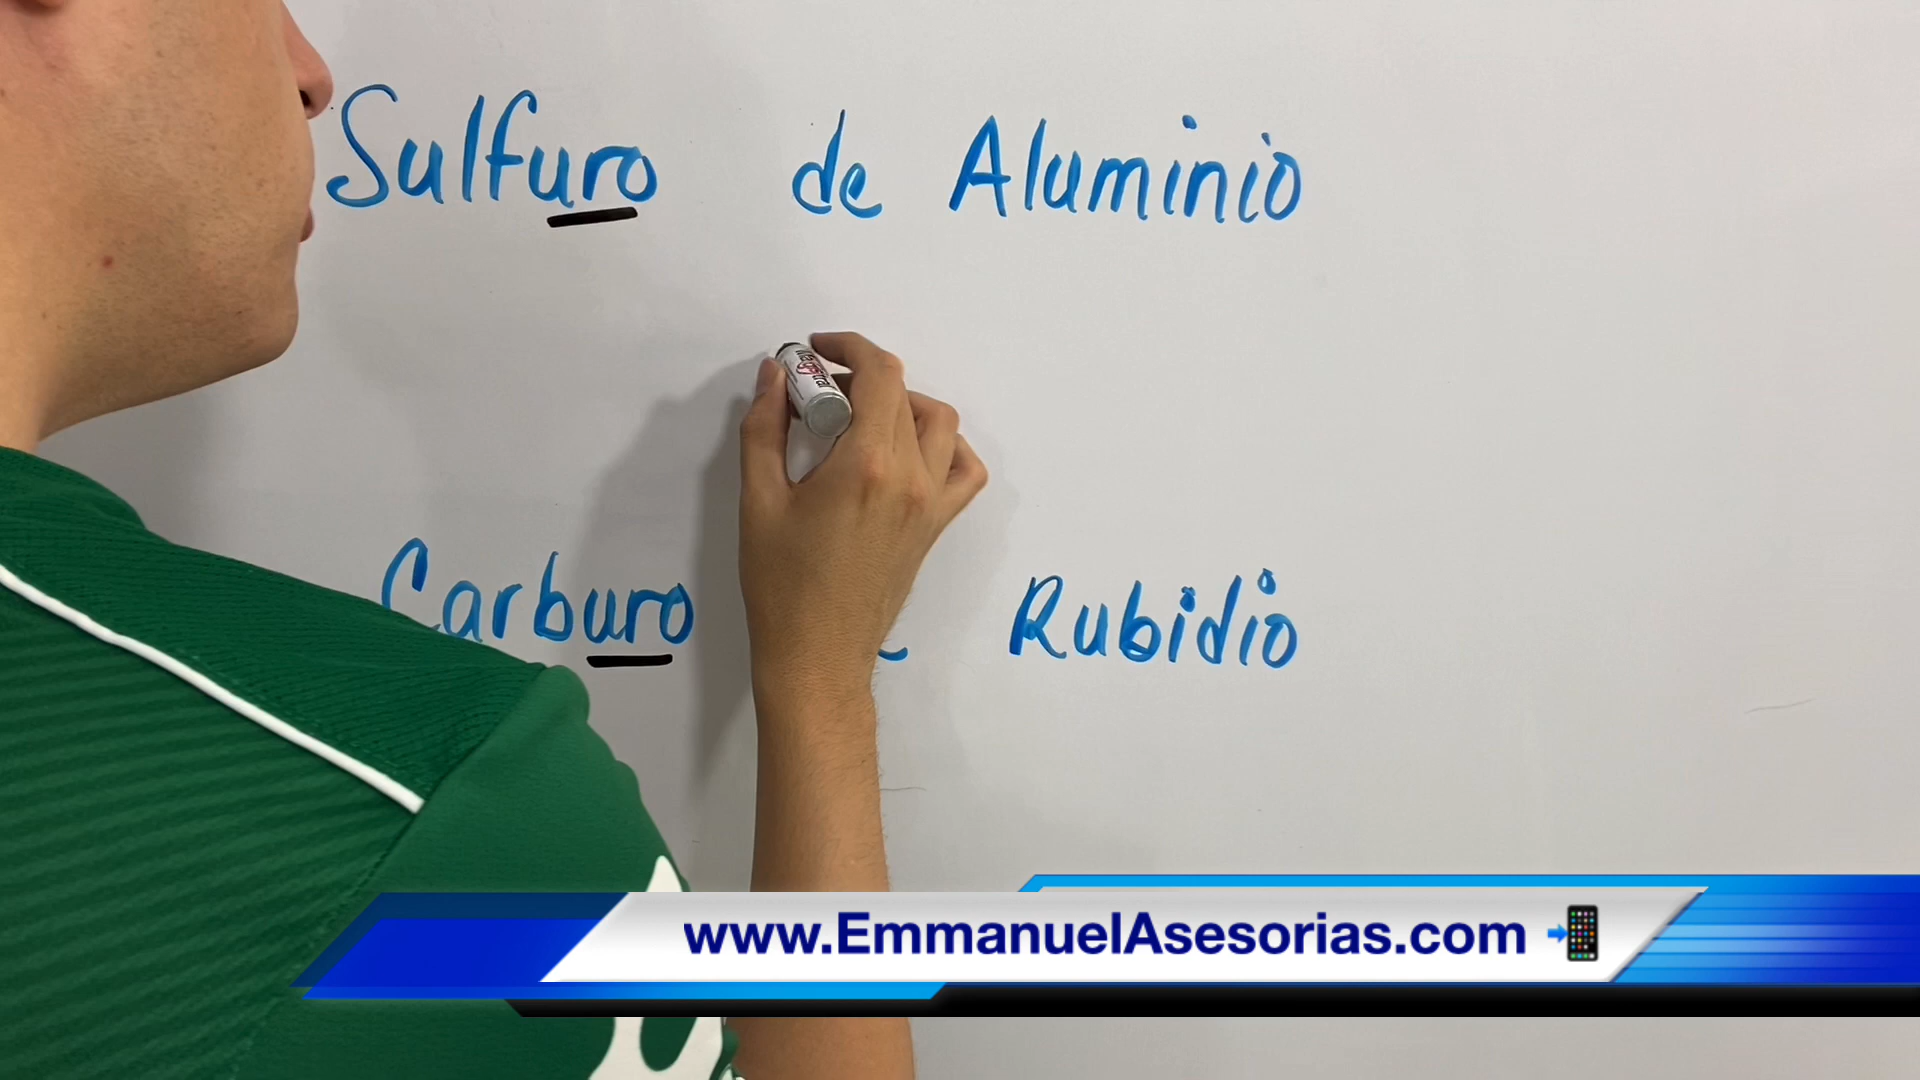 Sulfuro de Aluminio
Carburo Rubidio
www.EmmanuelAsesorias.com